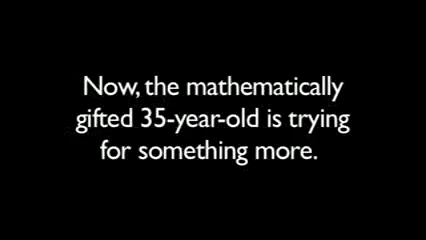 Now, the mathematically
gifted 35-year-old is trying
for something more.